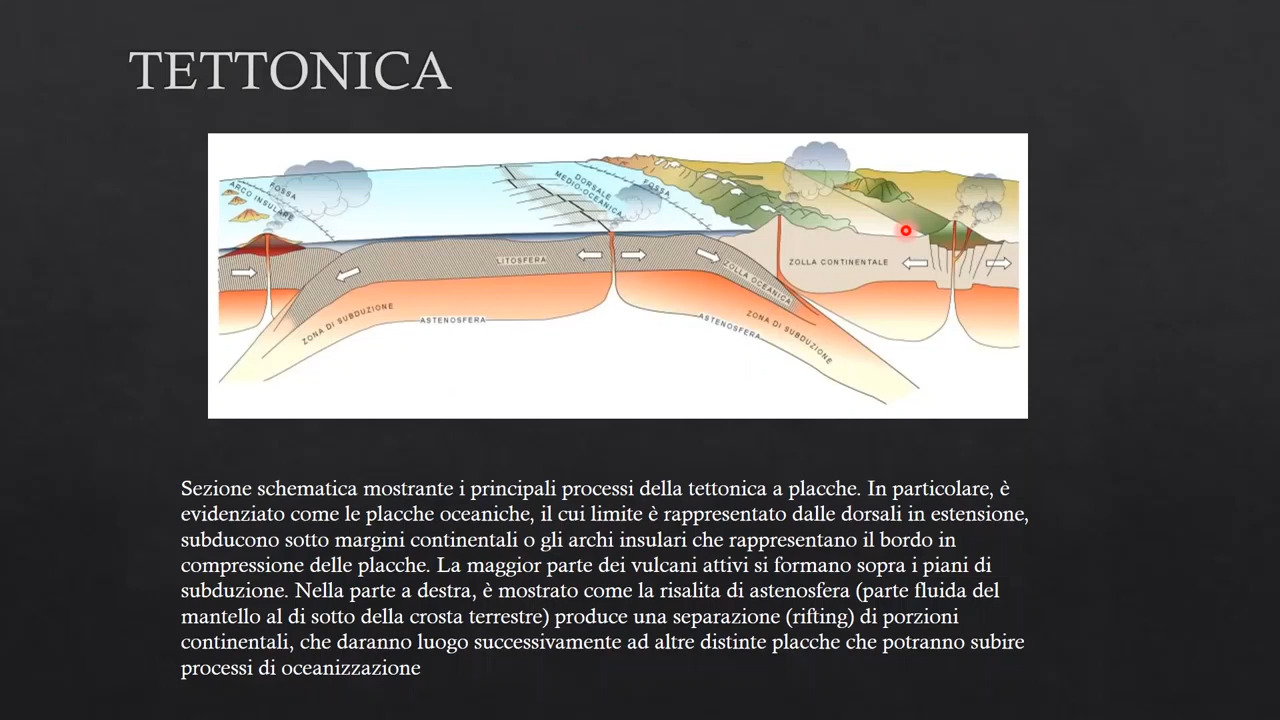 TETTONICA
FOSSA
ARCO INSULARE
DORSALE
MEDIO-OCEANICA
FOSSA
LITOSFERA
ZOLLA OCEANICA
ZOLLA CONTINENTALE
ZONA DI SUBDUZIONE
ASTENOSFERA
ASTENOSFERA
ZONA DI SUBDUZIONE
Sezione schematica mostrante i principali processi della tettonica a placche. In particolare, è
evidenziato come le placche oceaniche, il cui limite è rappresentato dalle dorsali in estensione,
subducono sotto margini continentali o gli archi insulari che rappresentano il bordo in
compressione delle placche. La maggior parte dei vulcani attivi si formano sopra i piani di
subduzione. Nella parte a destra, è mostrato come la risalita di astenosfera (parte fluida del
mantello al di sotto della crosta terrestre) produce una separazione (rifting) di porzioni
continentali, che daranno luogo successivamente ad altre distinte placche che potranno subire
processi di oceanizzazione